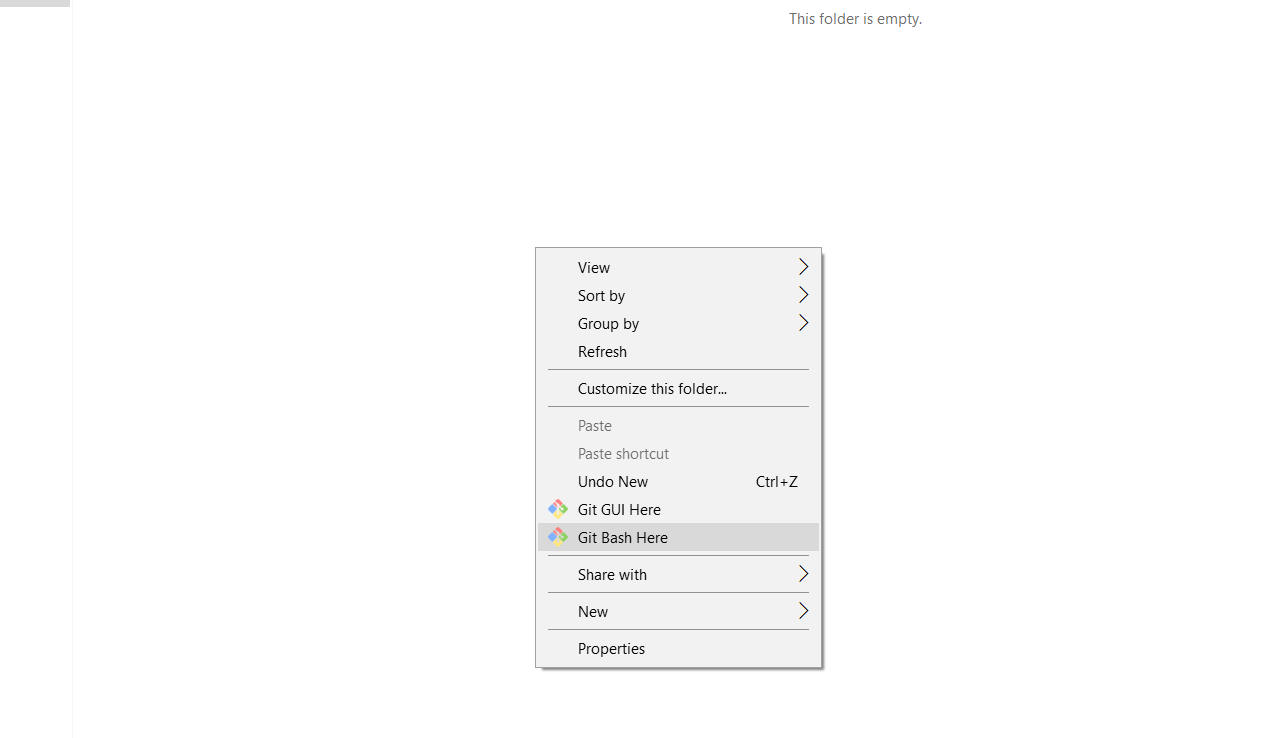 This folder is empty.
View
Sort by
Group by
Refresh
Customize this folder...
Paste
Paste shortcut
Undo New Ctrl+Z
Git GUI Here
Git Bash Here
Share with
New
Properties